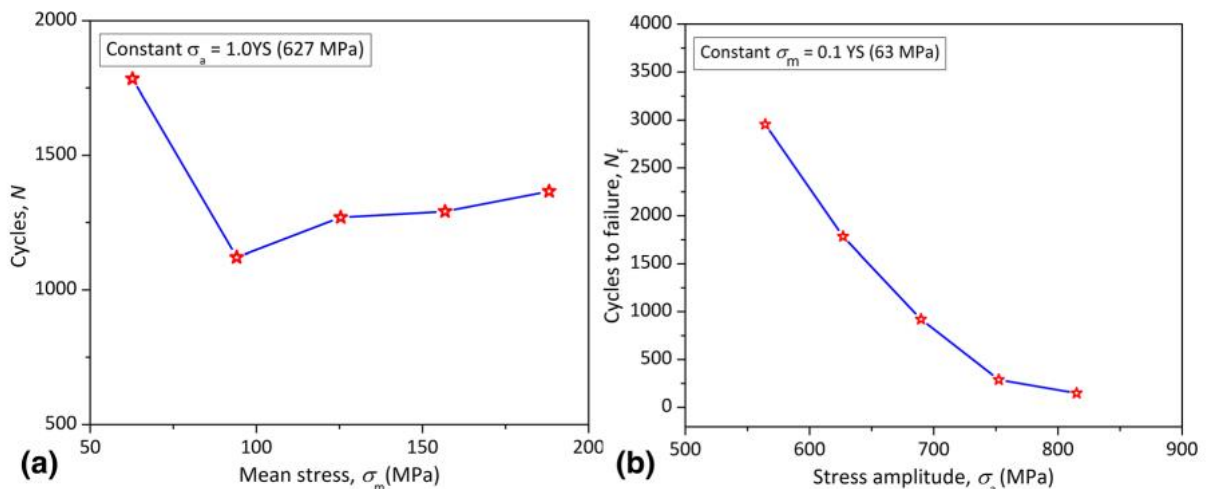 2000
1500
1000
500
50
100
150
200
Cycles, N
Constant σa = 1.0YS (627 MPa)
Mean stress, σm(MPa)
(a)
4000
3500
3000
2500
2000
1500
1000
500
0
500
600
700
800
900
Cycles to failure, Nf
Constant σm = 0.1 YS (63 MPa)
Stress amplitude, σa (MPa)
(b)